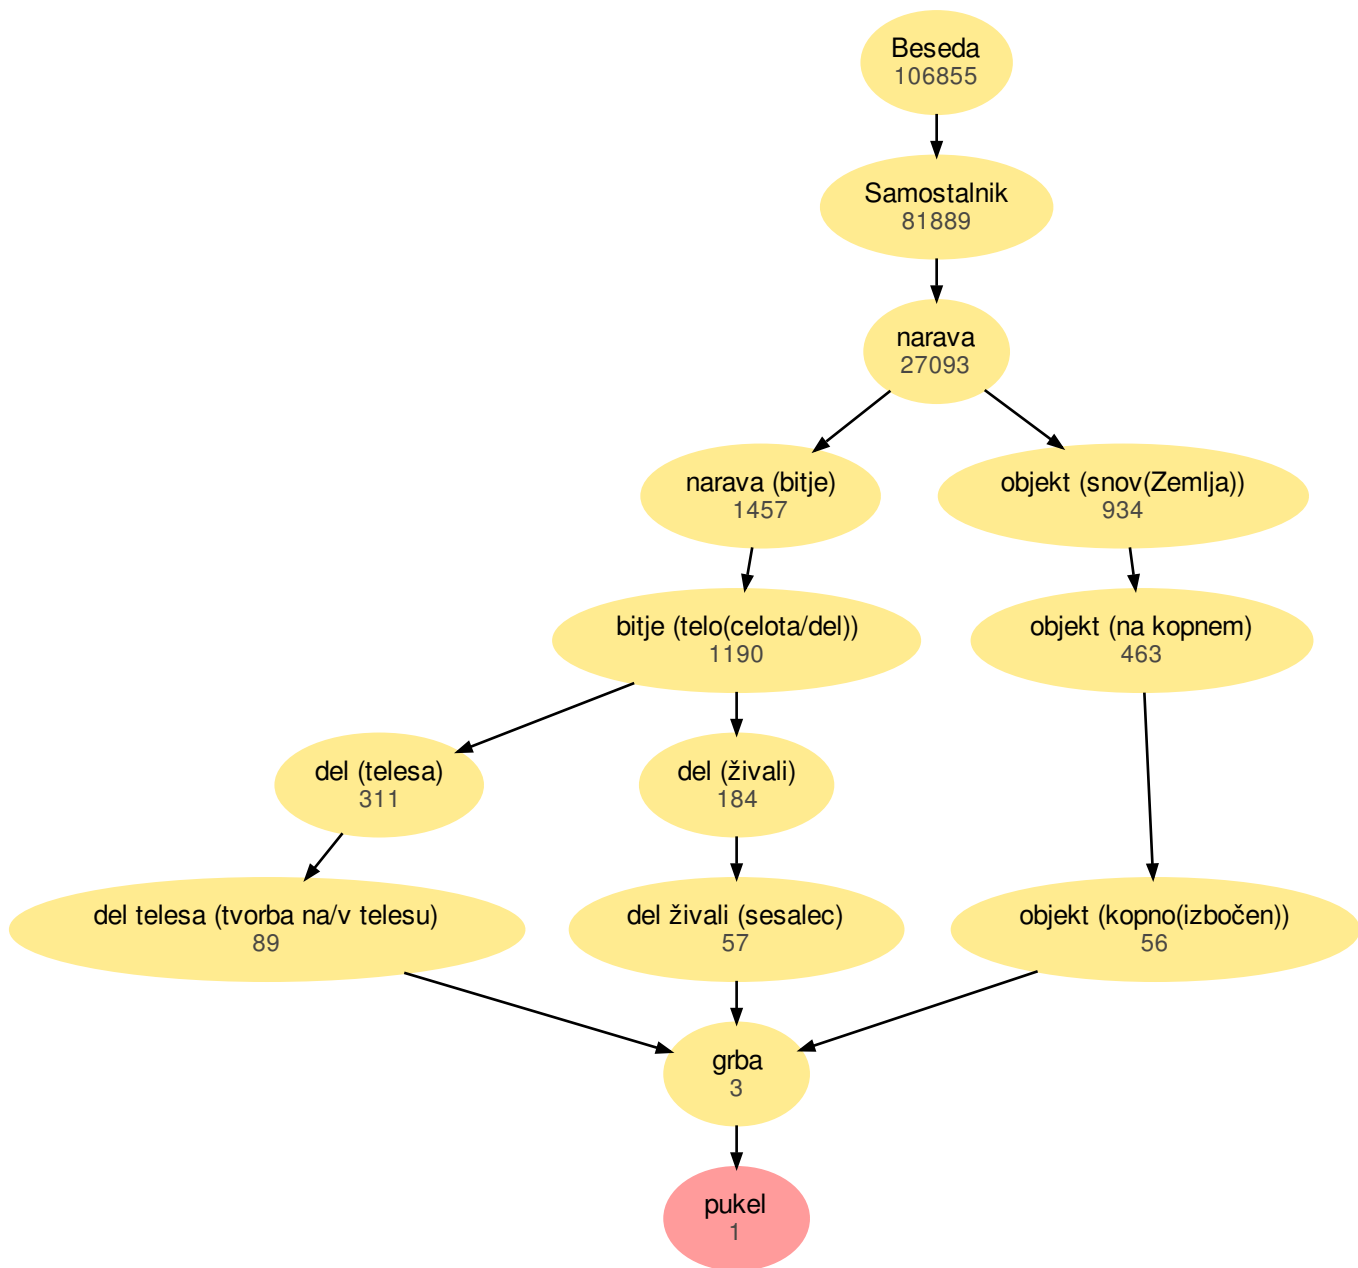 Beseda
106855
Samostalnik
81889
narava
27093
narava (bitje)
1457
objekt (snov(Zemlja))
934
bitje (telo(celota/del))
1190
objekt (na kopnem)
463
del (telesa)
311
del (živali)
184
del telesa (tvorba na/v telesu)
89
del živali (sesalec)
57
objekt (kopno(izbočen))
56
grba
3
pukel
1